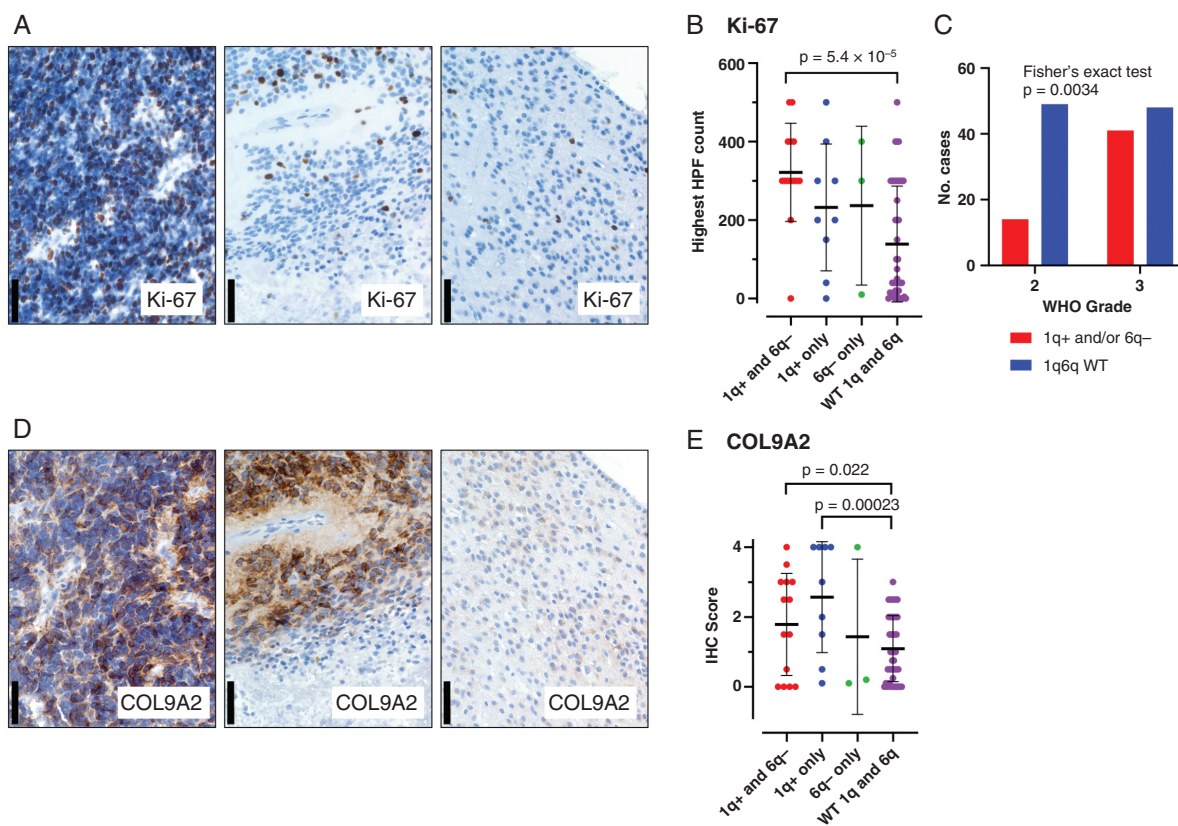 A
Ki-67
Ki-67
Ki-67
B Ki-67
p = 5.4 × 10⁻⁵
Highest HPF count
600
400
200
0
1q+ and 6q–
1q+ only
6q– only
WT 1q and 6q
C
Fisher's exact test
p = 0.0034
No. cases
60
40
20
0
2
3
WHO Grade
1q+ and/or 6q–
1q6q WT
D
COL9A2
COL9A2
COL9A2
E COL9A2
p = 0.022
p = 0.00023
IHC Score
4
2
0
1q+ and 6q–
1q+ only
6q– only
WT 1q and 6q